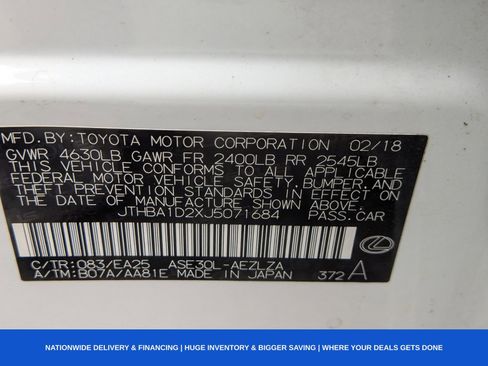 MFD. BY: TOYOTA MOTOR CORPORATION 02/18
GVWR 4630LB GAWR FR 2400LB RR 2545LB
THIS VEHICLE CONFORMS TO ALL APPLICABLE
FEDERAL MOTOR VEHICLE SAFETY, BUMPER, AND
THEFT PREVENTION STANDARDS IN EFFECT ON
THE DATE OF MANUFACTURE SHOWN ABOVE.
JTHBA1D2XJ5071684 PASS.CAR
C/TR: 083/EA25 ASE30L-AEZLZA
A/TM: B07A/AA81E MADE IN JAPAN 372 A
NATIONWIDE DELIVERY & FINANCING | HUGE INVENTORY & BIGGER SAVING | WHERE YOUR DEALS GETS DONE